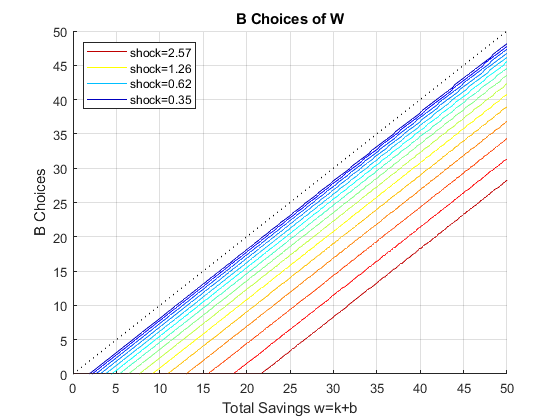 B Choices of W
shock=2.57
shock=1.26
shock=0.62
shock=0.35
B Choices
50
45
40
35
30
25
20
15
10
5
0
0 5 10 15 20 25 30 35 40 45 50
Total Savings w=k+b